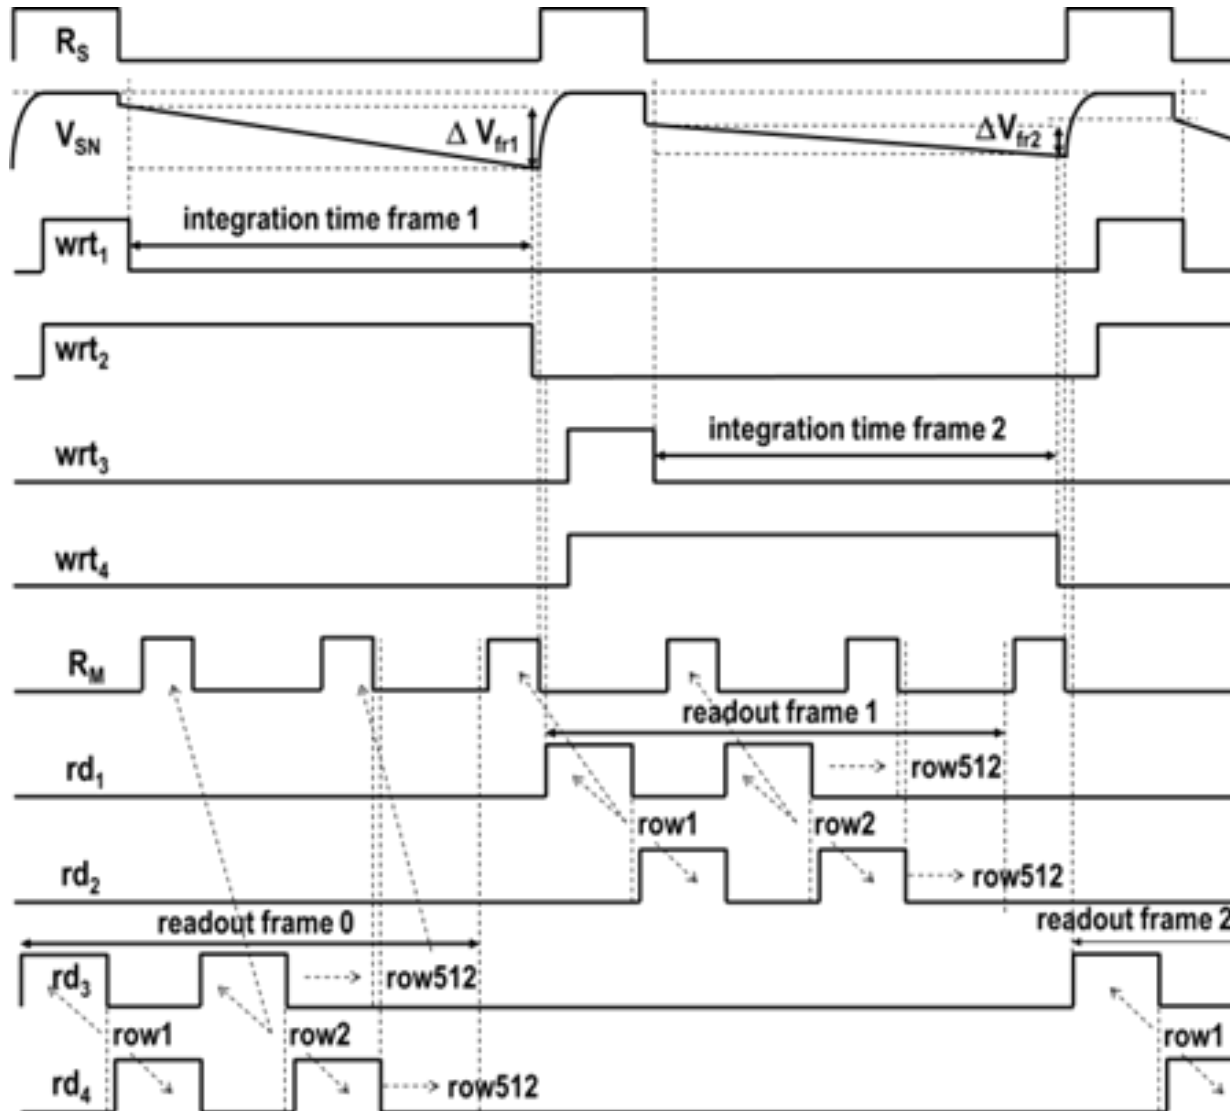 R_S
V_SN
Δ V_fr1
ΔV_fr2
integration time frame 1
wrt_1
wrt_2
integration time frame 2
wrt_3
wrt_4
R_M
readout frame 1
rd_1
row512
row1
row2
rd_2
row512
readout frame 0
readout frame 2
rd_3
row512
row1
row2
row1
rd_4
row512